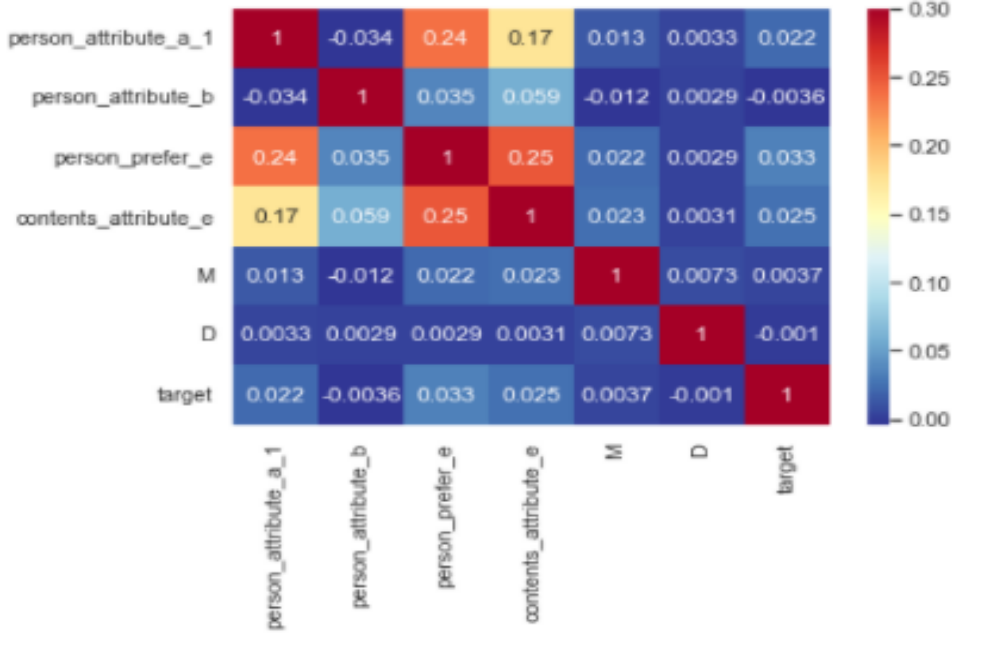 person_attribute_a_1 1 -0.034 0.24 0.17 0.013 0.0033 0.022
person_attribute_b -0.034 1 0.035 0.059 -0.012 0.0029 -0.0036
person_prefer_e 0.24 0.035 1 0.25 0.022 0.0029 0.033
contents_attribute_e 0.17 0.059 0.25 1 0.023 0.0031 0.025
M 0.013 -0.012 0.022 0.023 1 0.0073 0.0037
D 0.0033 0.0029 0.0029 0.0031 0.0073 1 -0.001
target 0.022 -0.0036 0.033 0.025 0.0037 -0.001 1
person_attribute_a_1
person_attribute_b
person_prefer_e
contents_attribute_e
M
D
target
0.30
0.25
0.20
0.15
0.10
0.05
0.00